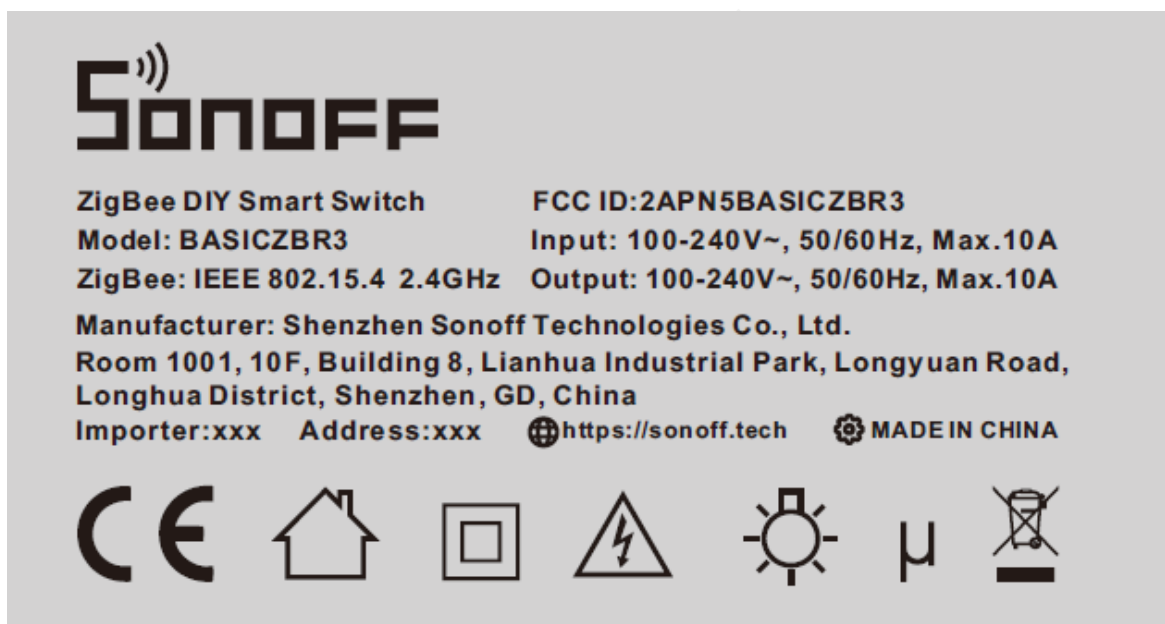 SONOFF
ZigBee DIY Smart Switch FCC ID:2APN5BASICZBR3
Model: BASICZBR3 Input: 100-240V~, 50/60Hz, Max.10A
ZigBee: IEEE 802.15.4 2.4GHz Output: 100-240V~, 50/60Hz, Max.10A
Manufacturer: Shenzhen Sonoff Technologies Co., Ltd.
Room 1001, 10F, Building 8, Lianhua Industrial Park, Longyuan Road,
Longhua District, Shenzhen, GD, China
Importer:xxx Address:xxx https://sonoff.tech MADE IN CHINA
CE μ